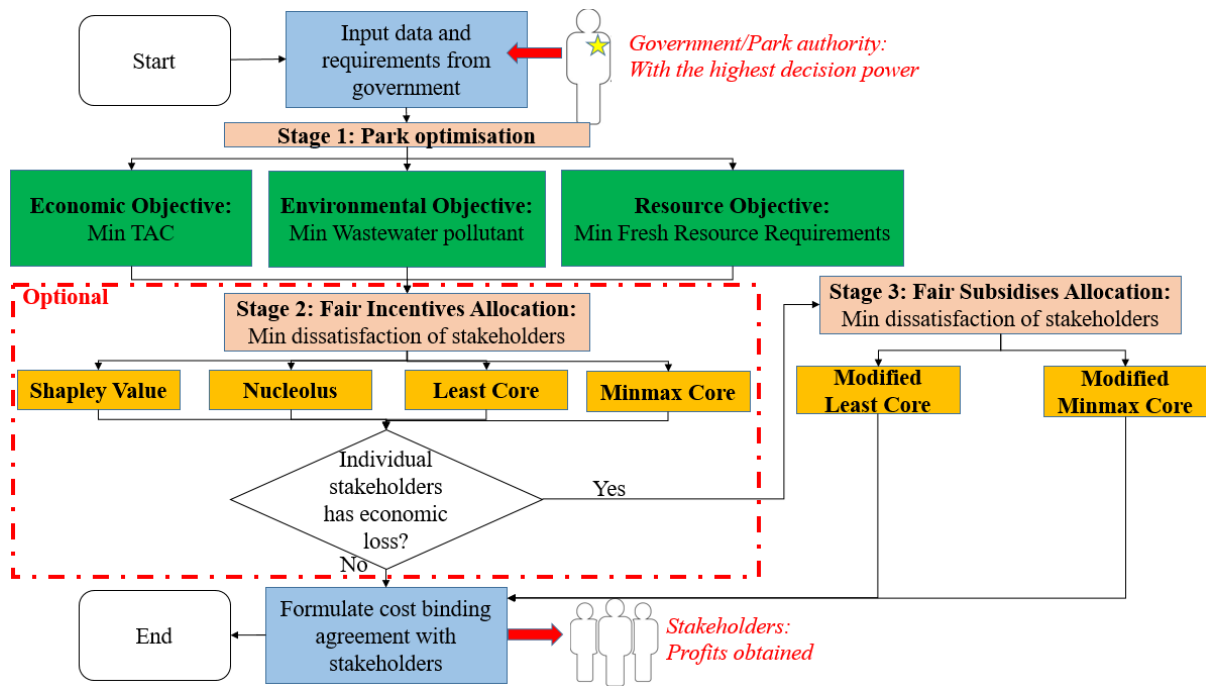 Start
Input data and
requirements from
government
Government/Park authority:
With the highest decision power
Stage 1: Park optimisation
Economic Objective:
Min TAC
Environmental Objective:
Min Wastewater pollutant
Resource Objective:
Min Fresh Resource Requirements
Optional
Stage 2: Fair Incentives Allocation:
Min dissatisfaction of stakeholders
Stage 3: Fair Subsidises Allocation:
Min dissatisfaction of stakeholders
Shapley Value
Nucleolus
Least Core
Minmax Core
Modified
Least Core
Modified
Minmax Core
Individual
stakeholders
has economic
loss?
Yes
No
End
Formulate cost binding
agreement with
stakeholders
Stakeholders:
Profits obtained